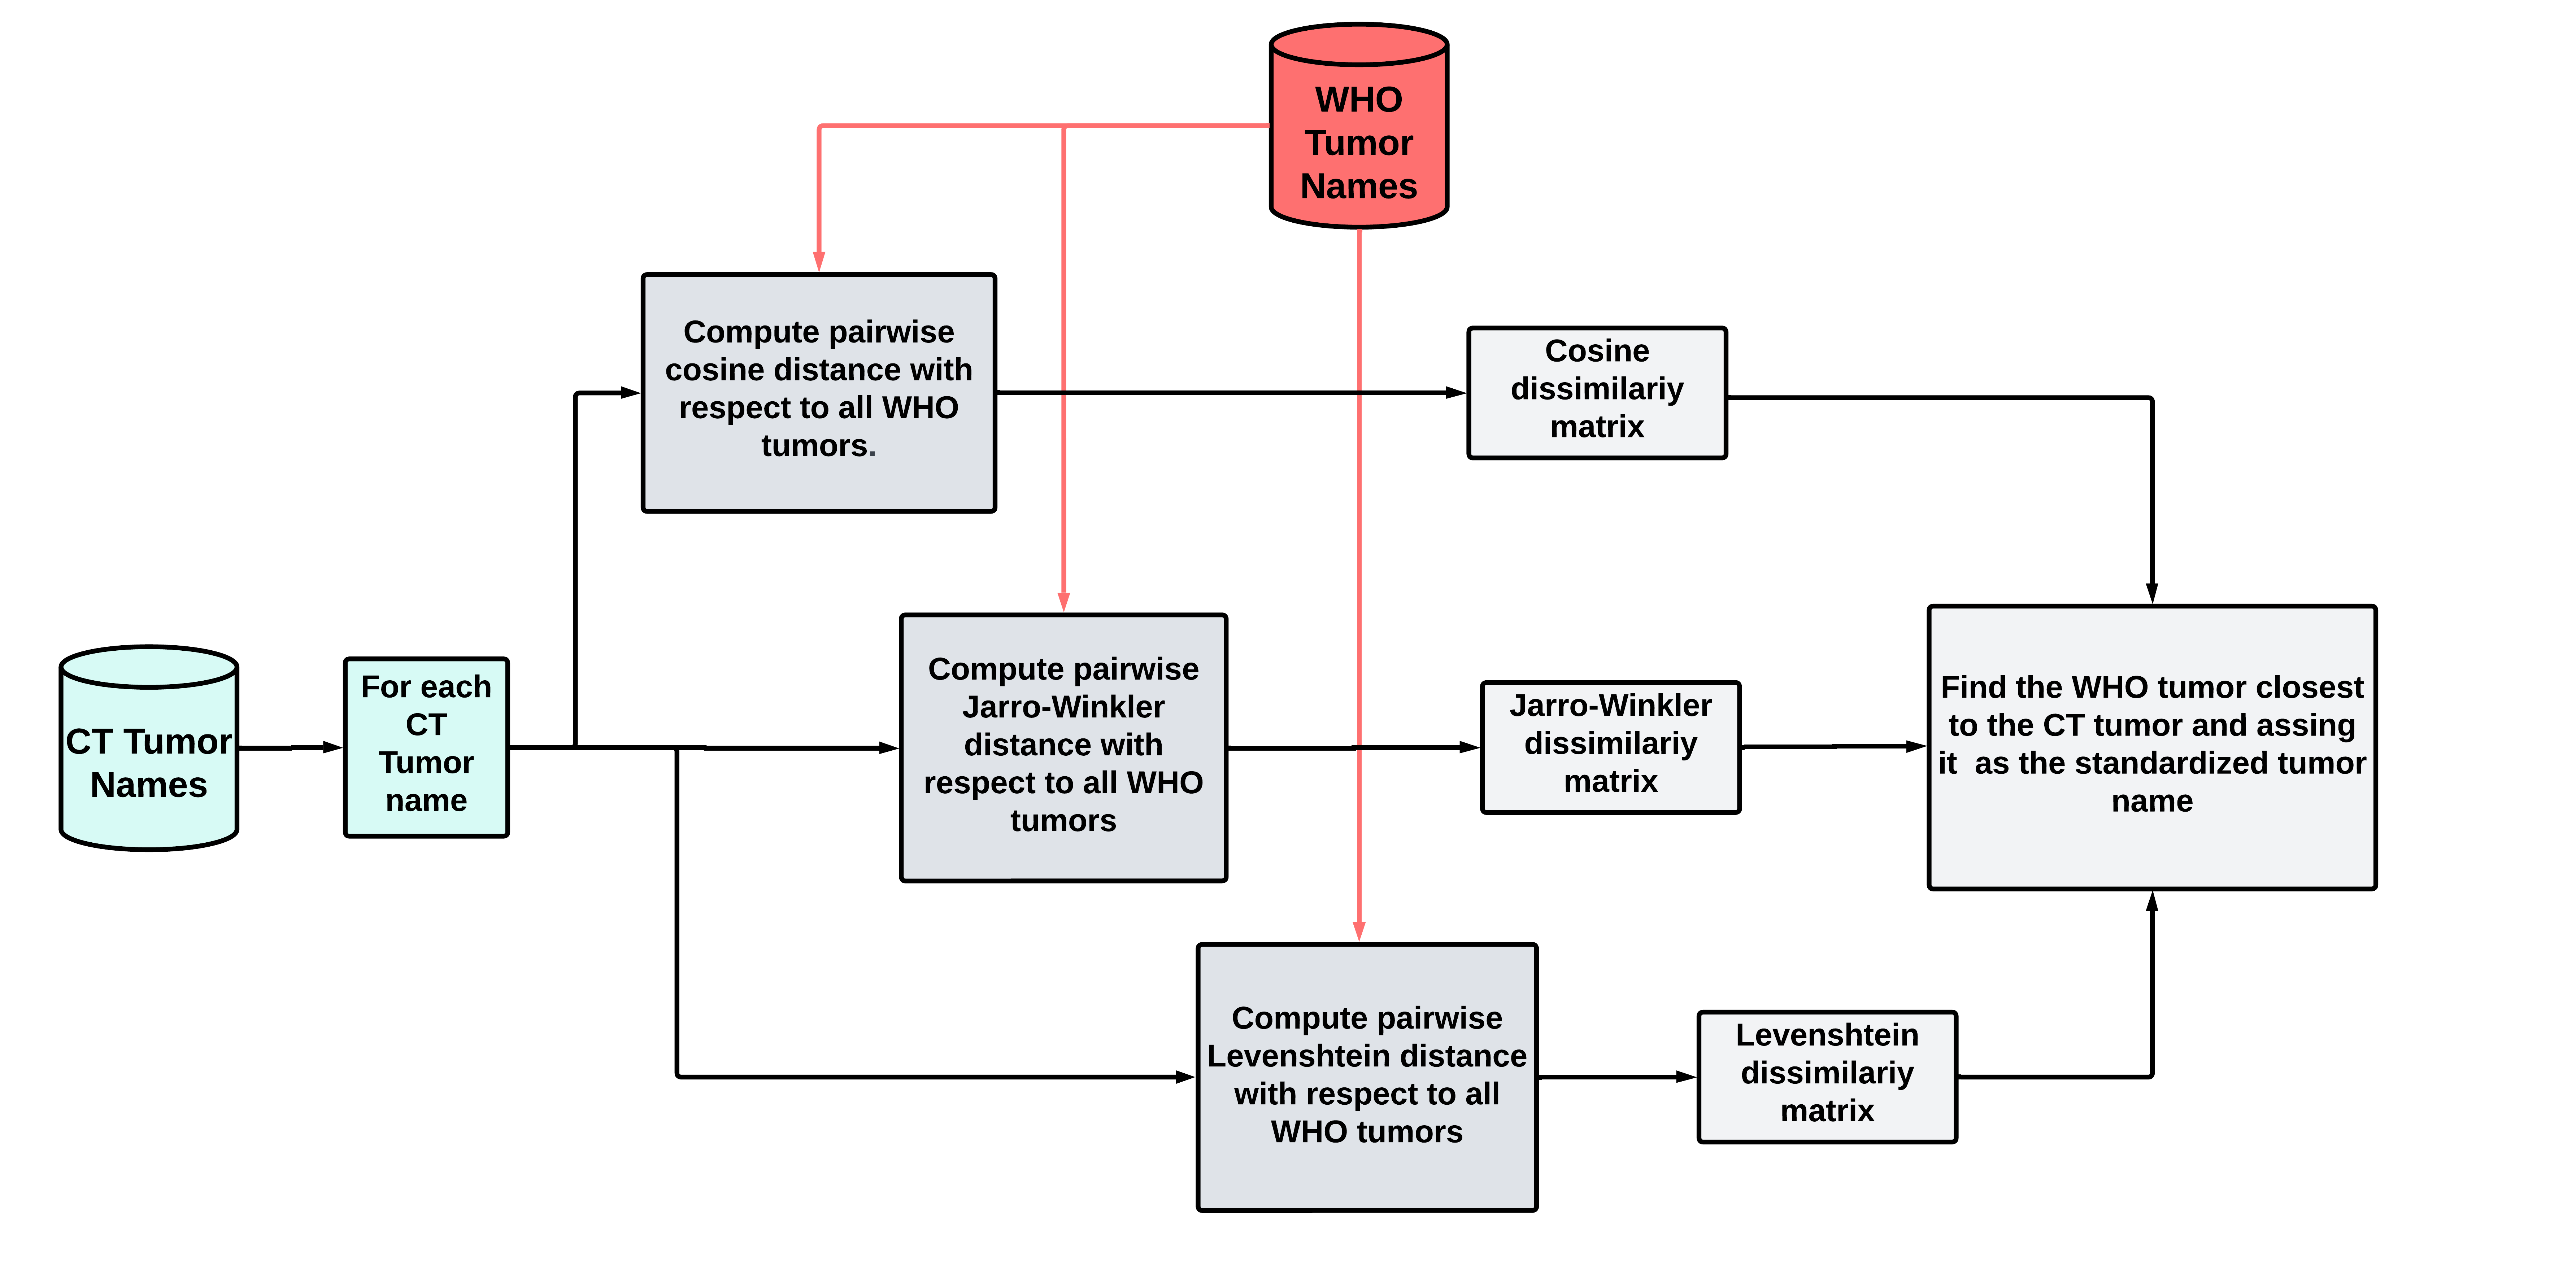 WHO
Tumor
Names
Compute pairwise
cosine distance with
respect to all WHO
tumors.
Cosine
dissimilariy
matrix
CT Tumor
Names
For each
CT
Tumor
name
Compute pairwise
Jarro-Winkler
distance with
respect to all WHO
tumors
Jarro-Winkler
dissimilariy
matrix
Find the WHO tumor closest
to the CT tumor and assing
it  as the standardized tumor
name
Compute pairwise
Levenshtein distance
with respect to all
WHO tumors
Levenshtein
dissimilariy
matrix